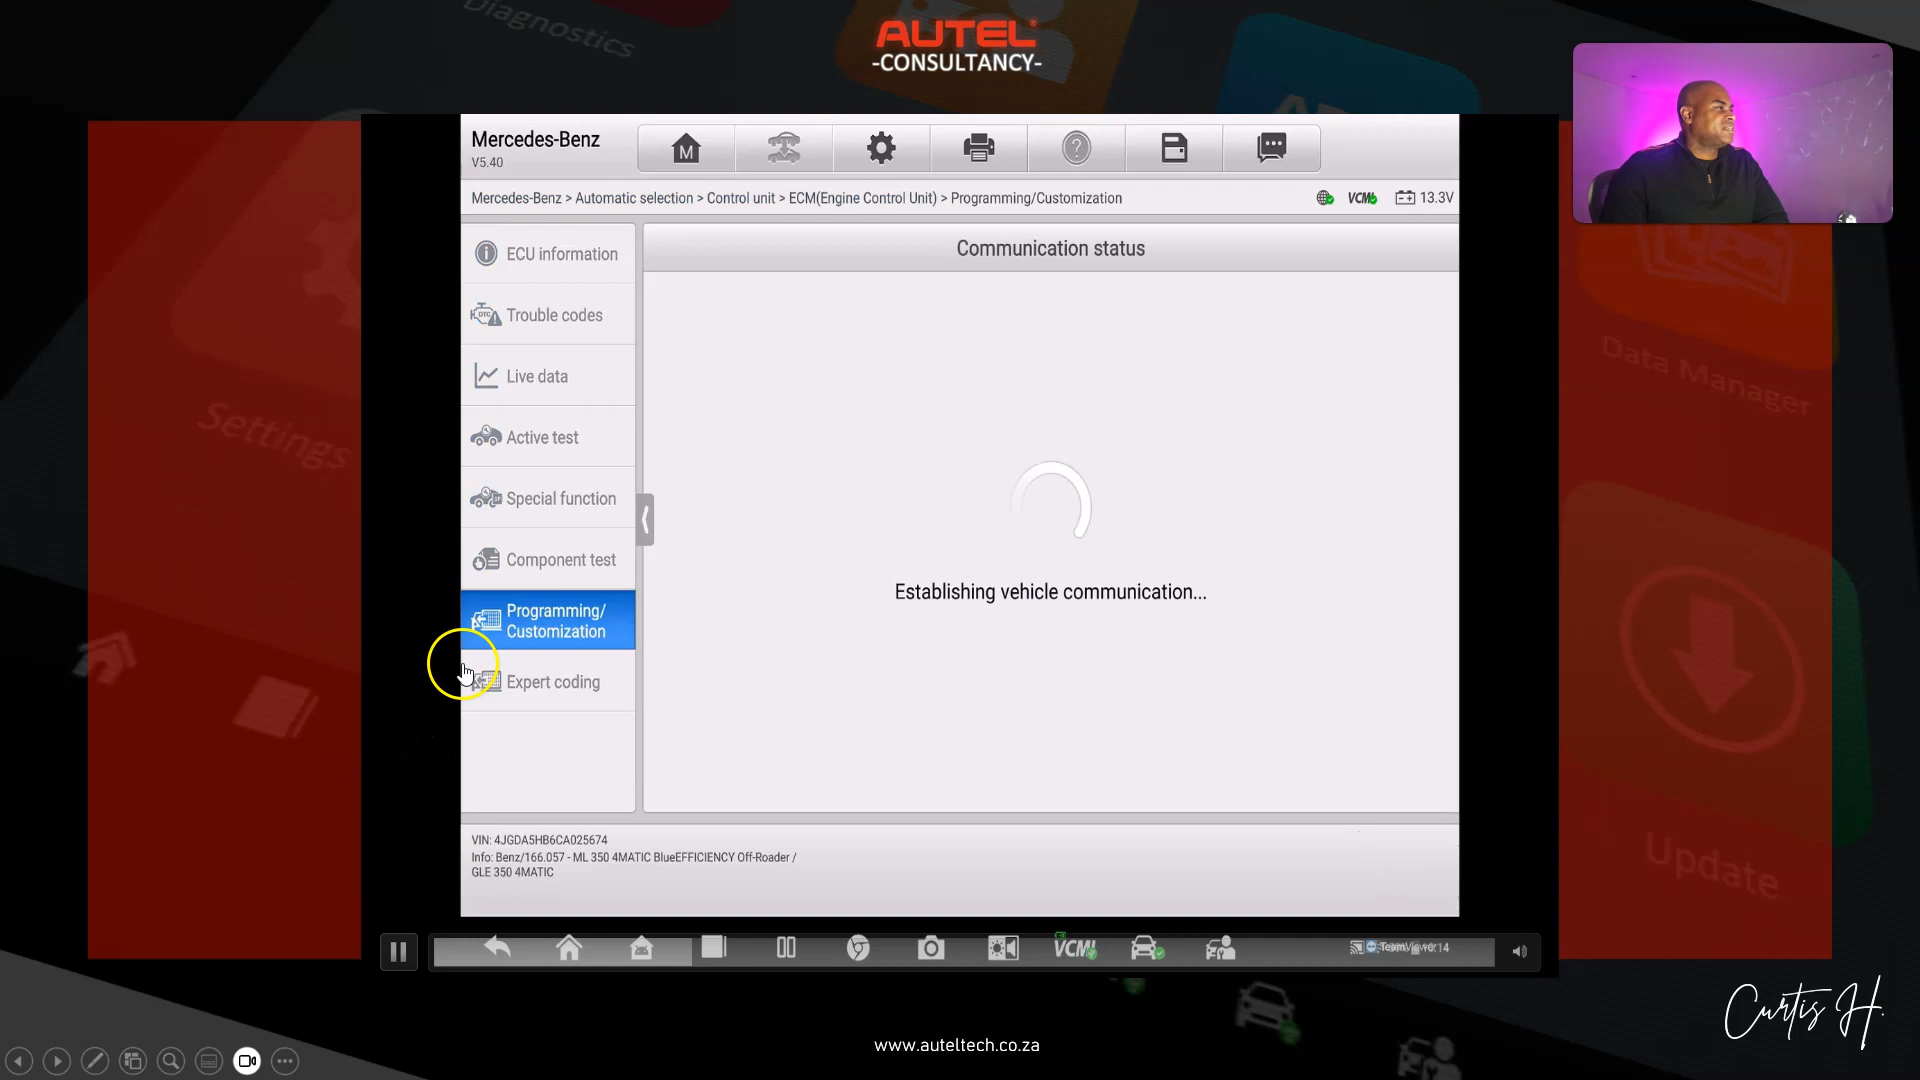 Diagnostics
AUTEL
-CONSULTANCY-
Mercedes-Benz
V5.40
M
Mercedes-Benz > Automatic selection > Control unit > ECM(Engine Control Unit) > Programming/Customization
VCMI
13.3V
ECU information
Communication status
DTC
Trouble codes
Live data
Active test
Special function
Component test
Programming/
Customization
Expert coding
Establishing vehicle communication...
Settings
Data Manager
Update
VIN: 4JGDA5HB6CA025674
Info: Benz/166.057 - ML 350 4MATIC BlueEFFICIENCY Off-Roader /
GLE 350 4MATIC
VCMI
Curtis H.
www.auteltech.co.za